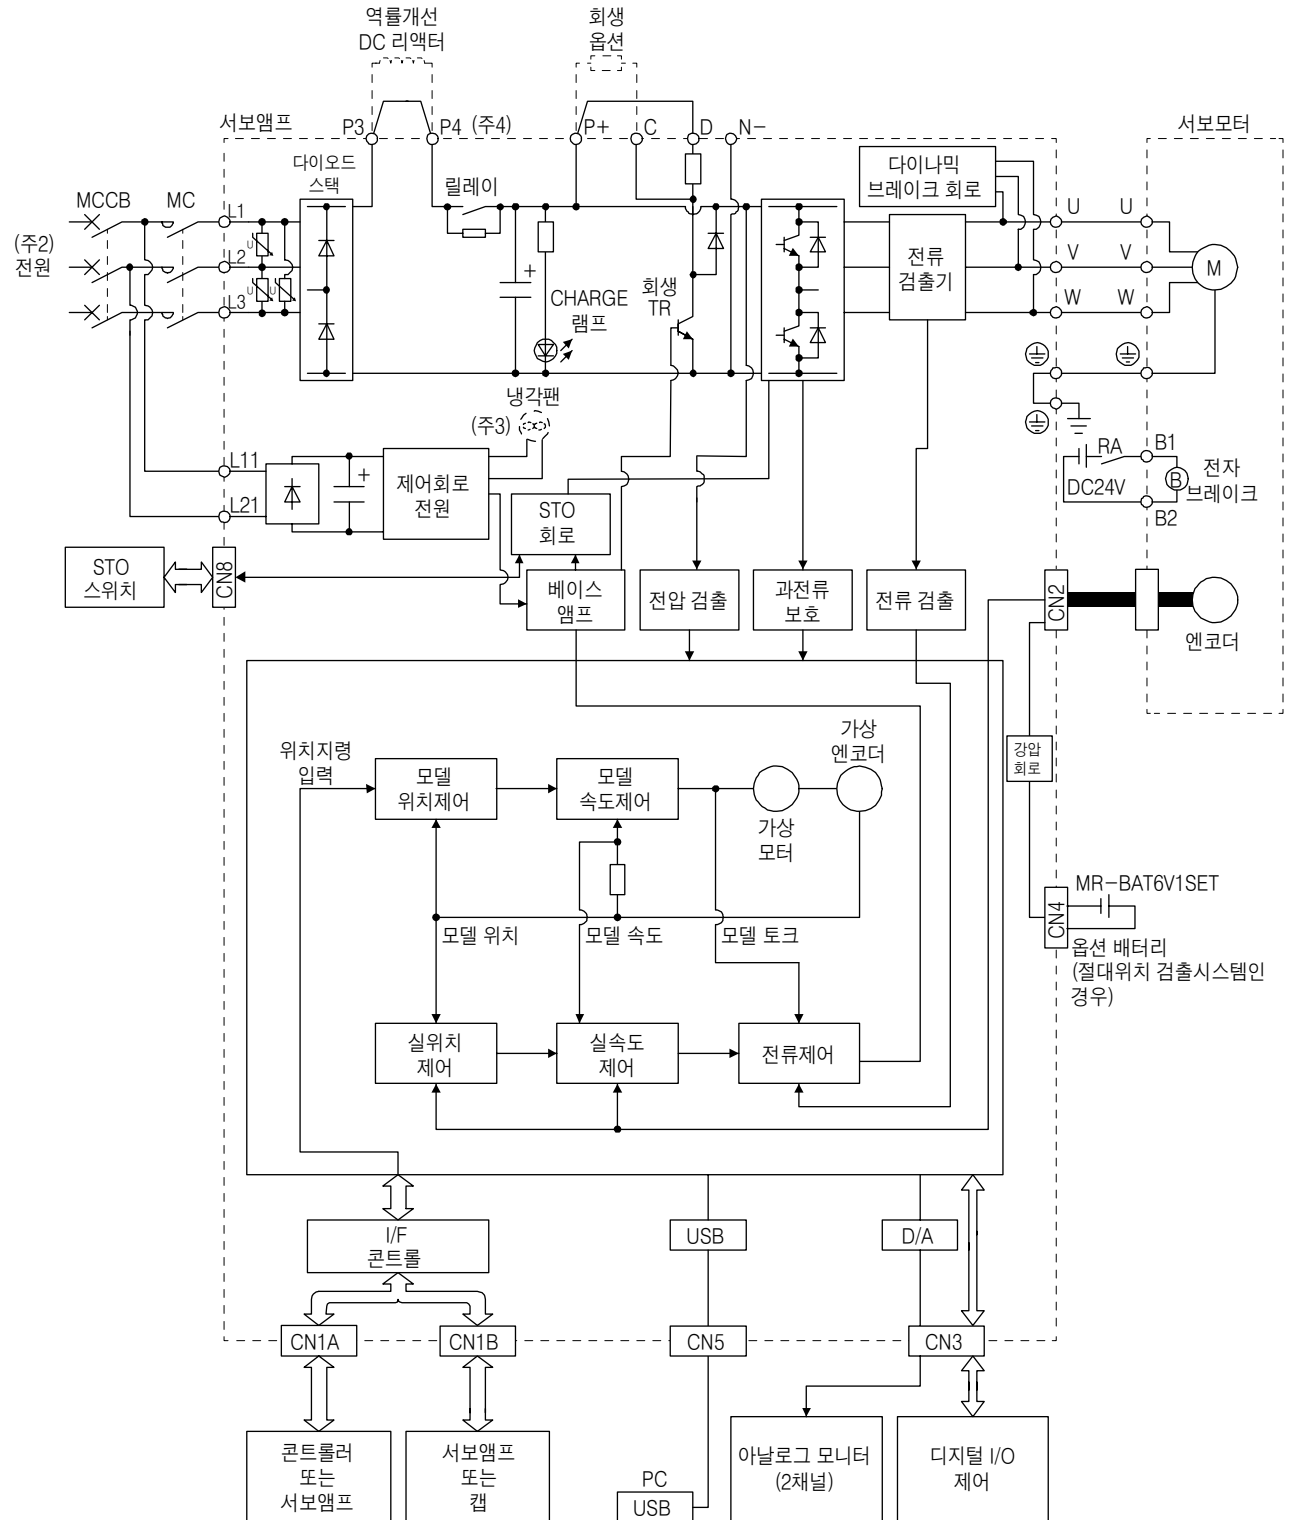 역률개선
DC 리액터
회생
옵션
서보앰프
P3
P4 (주4)
P+
C
D
N-
서보모터
다이오드
스택
릴레이
다이나믹
브레이크 회로
MCCB
MC
L1
L2
L3
U
U
U
(주2)
전원
+
CHARGE
램프
회생
TR
전류
검출기
U
U
V
V
W
W
M
냉각팬
(주3)
L11
L21
+
제어회로
전원
STO
회로
RA
DC24V
B1
B
B2
전자
브레이크
STO
스위치
CN8
베이스
앰프
전압 검출
과전류
보호
전류 검출
CN2
엔코더
위치지령
입력
모델
위치제어
모델
속도제어
가상
엔코더
가상
모터
강압
회로
모델 위치
모델 속도
모델 토크
MR-BAT6V1SET
CN4
옵션 배터리
(절대위치 검출시스템인
경우)
실위치
제어
실속도
제어
전류제어
I/F
콘트롤
USB
D/A
CN1A
CN1B
CN5
CN3
콘트롤러
또는
서보앰프
서보앰프
또는
캡
PC
USB
아날로그 모니터
(2채널)
디지털 I/O
제어